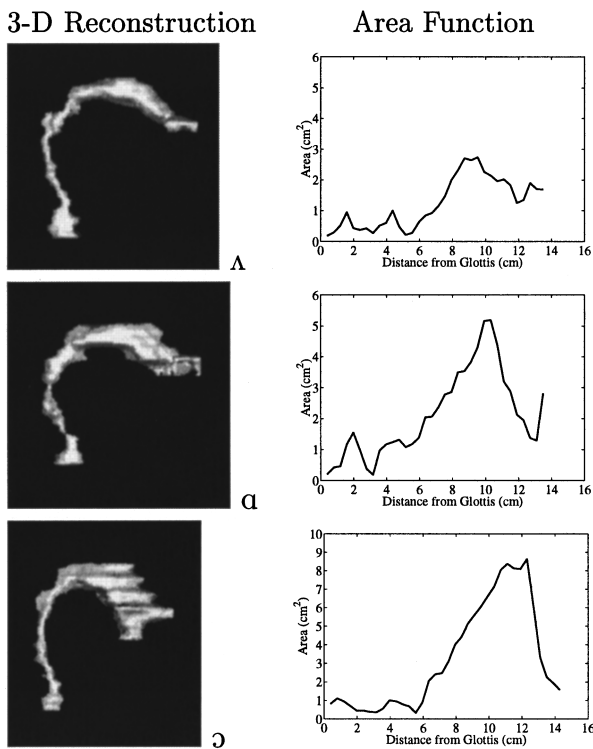 3-D Reconstruction
Area Function
ʌ
6
5
4
3
2
1
0
Area (cm2)
0 2 4 6 8 10 12 14 16
Distance from Glottis (cm)
ɑ
6
5
4
3
2
1
0
Area (cm2)
0 2 4 6 8 10 12 14 16
Distance from Glottis (cm)
ɔ
10
9
8
7
6
5
4
3
2
1
0
Area (cm2)
0 2 4 6 8 10 12 14 16
Distance from Glottis (cm)